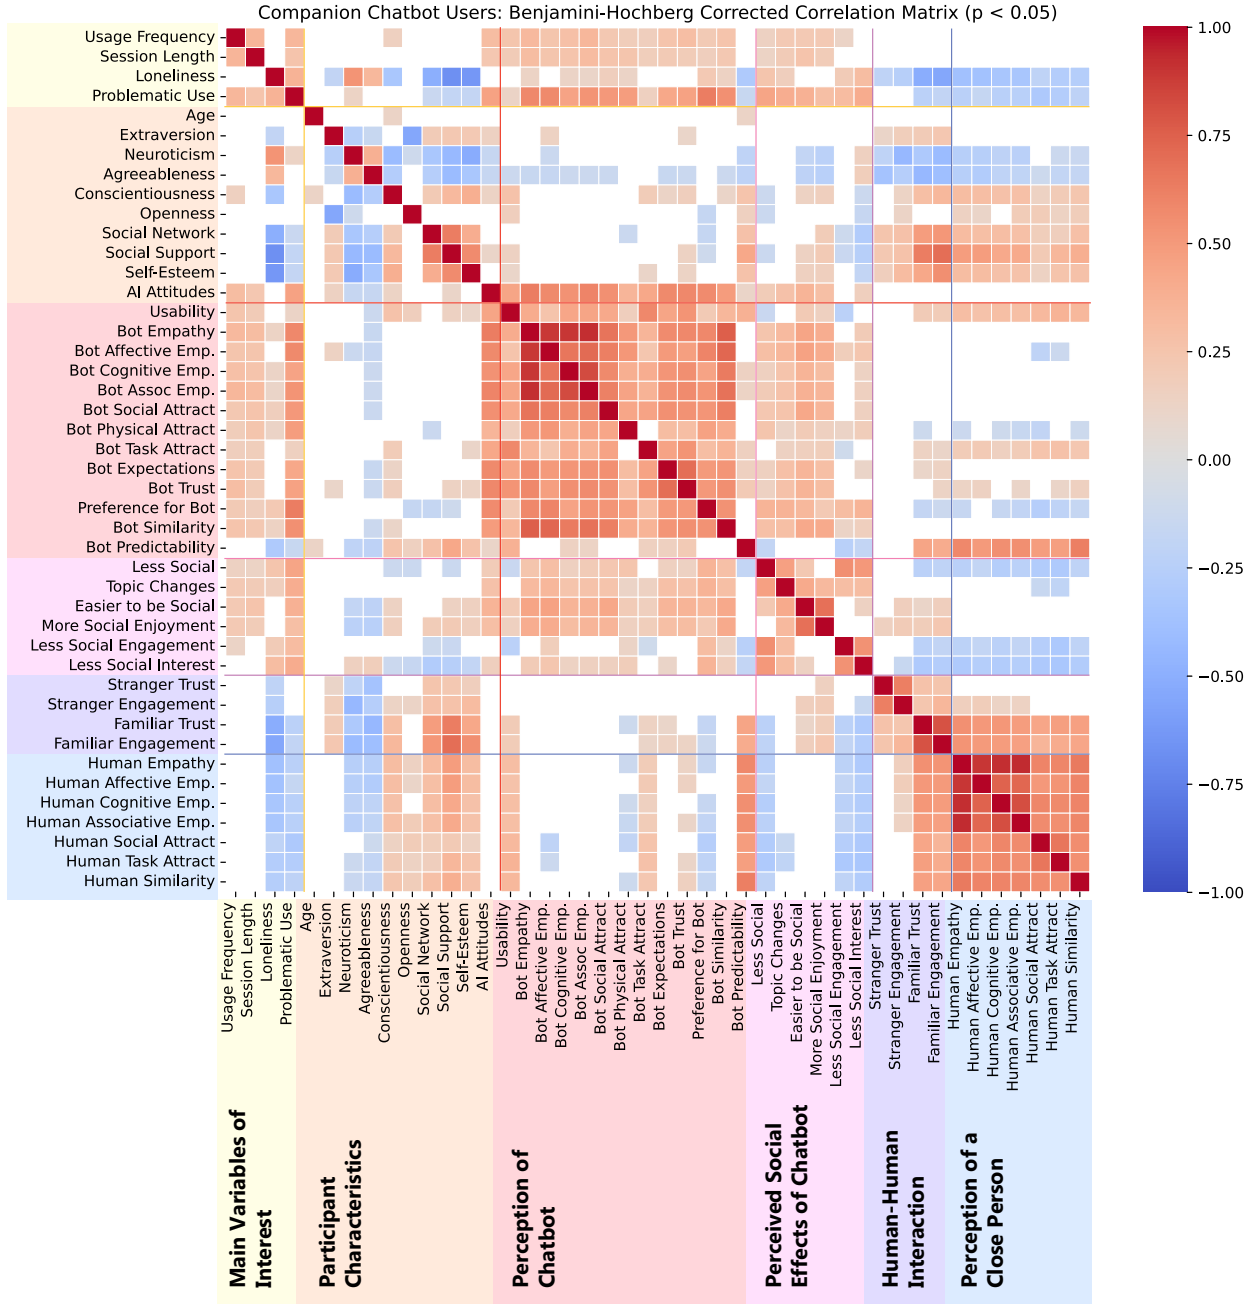 Companion Chatbot Users: Benjamini-Hochberg Corrected Correlation Matrix (p < 0.05)
Usage Frequency
Session Length
Loneliness
Problematic Use
Age
Extraversion
Neuroticism
Agreeableness
Conscientiousness
Openness
Social Network
Social Support
Self-Esteem
AI Attitudes
Usability
Bot Empathy
Bot Affective Emp.
Bot Cognitive Emp.
Bot Assoc Emp.
Bot Social Attract
Bot Physical Attract
Bot Task Attract
Bot Expectations
Bot Trust
Preference for Bot
Bot Similarity
Bot Predictability
Less Social
Topic Changes
Easier to be Social
More Social Enjoyment
Less Social Engagement
Less Social Interest
Stranger Trust
Stranger Engagement
Familiar Trust
Familiar Engagement
Human Empathy
Human Affective Emp.
Human Cognitive Emp.
Human Associative Emp.
Human Social Attract
Human Task Attract
Human Similarity
Usage Frequency
Session Length
Loneliness
Problematic Use
Age
Extraversion
Neuroticism
Agreeableness
Conscientiousness
Openness
Social Network
Social Support
Self-Esteem
AI Attitudes
Usability
Bot Empathy
Bot Affective Emp.
Bot Cognitive Emp.
Bot Assoc Emp.
Bot Social Attract
Bot Physical Attract
Bot Task Attract
Bot Expectations
Bot Trust
Preference for Bot
Bot Similarity
Bot Predictability
Less Social
Topic Changes
Easier to be Social
More Social Enjoyment
Less Social Engagement
Less Social Interest
Stranger Trust
Stranger Engagement
Familiar Trust
Familiar Engagement
Human Empathy
Human Affective Emp.
Human Cognitive Emp.
Human Associative Emp.
Human Social Attract
Human Task Attract
Human Similarity
Main Variables of
Interest
Participant
Characteristics
Perception of
Chatbot
Perceived Social
Effects of Chatbot
Human-Human
Interaction
Perception of a
Close Person
1.00
0.75
0.50
0.25
0.00
−0.25
−0.50
−0.75
−1.00